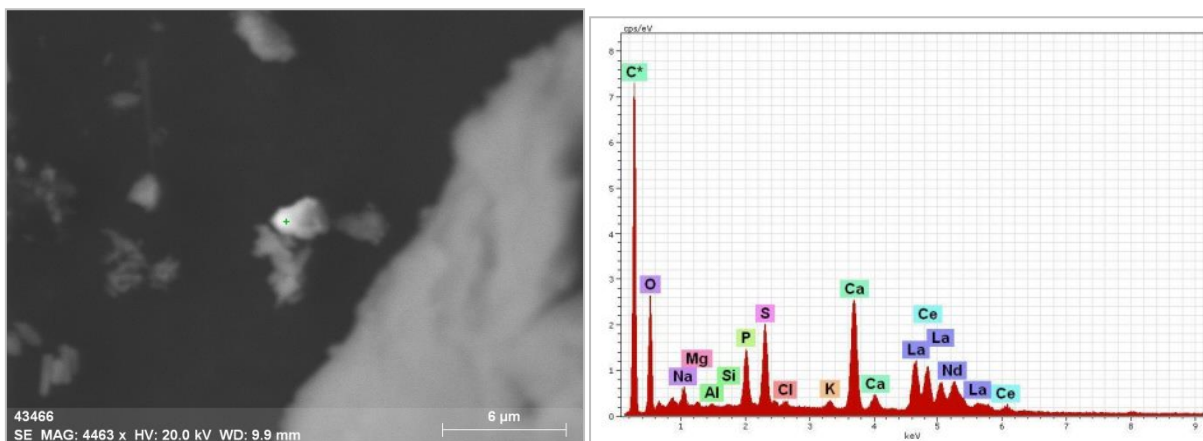 43466
6 µm
SE MAG: 4463 x HV: 20.0 kV WD: 9.9 mm
cps/eV
8
7
6
5
4
3
2
1
0
C*
O
Na
Mg
Al
Si
P
S
Cl
K
Ca
Ca
La
Ce
La
Nd
La
Ce
1 2 3 4 5 6 7 8 9
keV